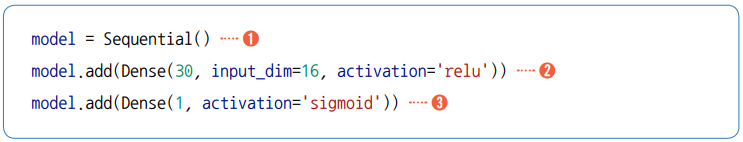 model = Sequential() ····· ❶
model.add(Dense(30, input_dim=16, activation='relu')) ····· ❷
model.add(Dense(1, activation='sigmoid')) ····· ❸